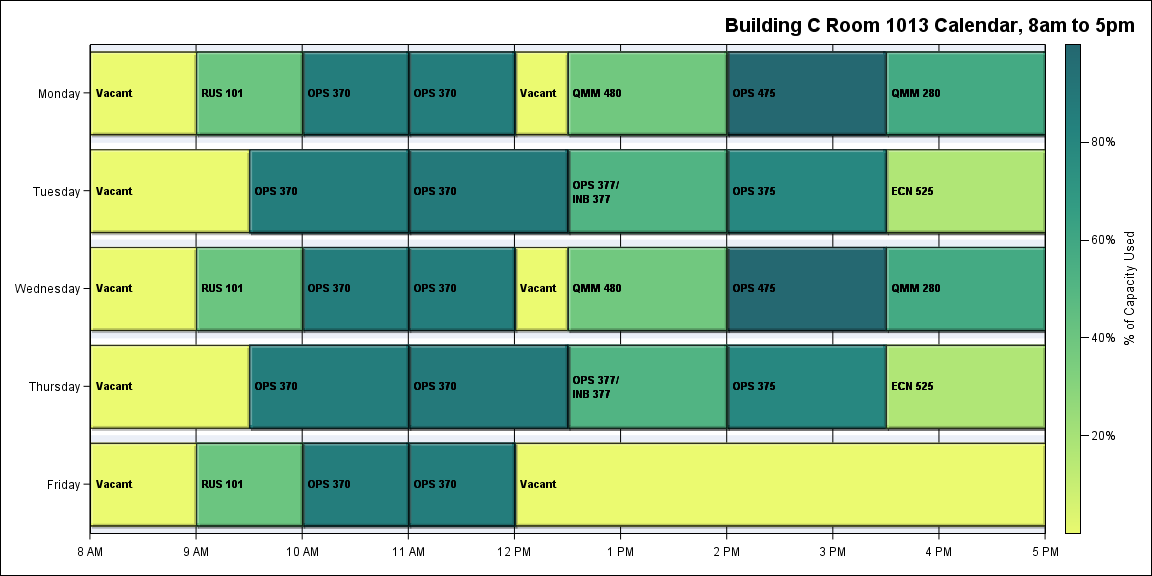 Building C Room 1013 Calendar, 8am to 5pm
Monday
Vacant
RUS 101
OPS 370
OPS 370
Vacant
QMM 480
OPS 475
QMM 280
Tuesday
Vacant
OPS 370
OPS 370
OPS 377/
INB 377
OPS 375
ECN 525
Wednesday
Vacant
RUS 101
OPS 370
OPS 370
Vacant
QMM 480
OPS 475
QMM 280
Thursday
Vacant
OPS 370
OPS 370
OPS 377/
INB 377
OPS 375
ECN 525
Friday
Vacant
RUS 101
OPS 370
OPS 370
Vacant
8 AM
9 AM
10 AM
11 AM
12 PM
1 PM
2 PM
3 PM
4 PM
5 PM
80%
60%
40%
20%
% of Capacity Used